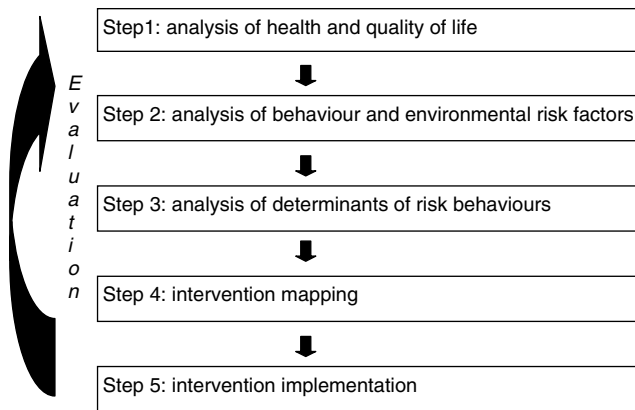 Step1: analysis of health and quality of life
Evaluation
Step 2: analysis of behaviour and environmental risk factors
Step 3: analysis of determinants of risk behaviours
Step 4: intervention mapping
Step 5: intervention implementation